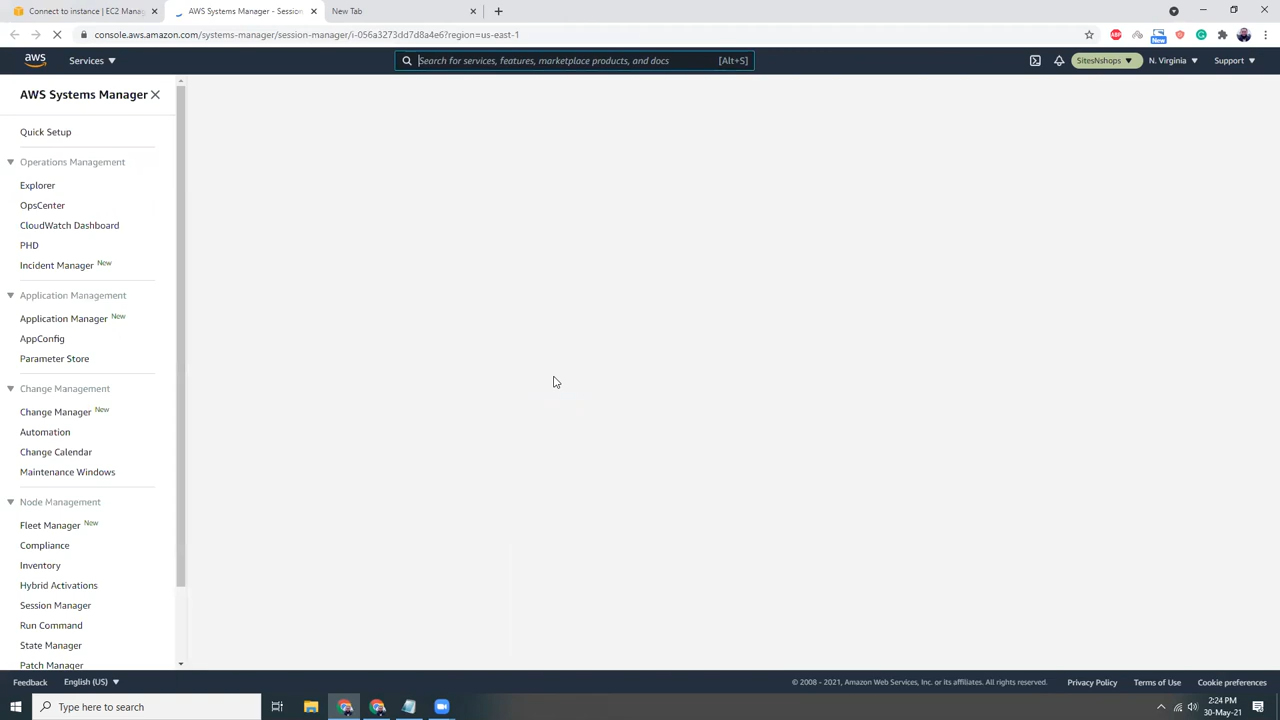 Connect to instance | EC2 Manag
AWS Systems Manager - Session
New Tab
console.aws.amazon.com/systems-manager/session-manager/i-056a3273dd7d8a4e6?region=us-east-1
New
aws
Services
Search for services, features, marketplace products, and docs
[Alt+S]
SitesNshops
N. Virginia
Support
AWS Systems Manager
Quick Setup
Operations Management
Explorer
OpsCenter
CloudWatch Dashboard
PHD
Incident Manager New
Application Management
Application Manager New
AppConfig
Parameter Store
Change Management
Change Manager New
Automation
Change Calendar
Maintenance Windows
Node Management
Fleet Manager New
Compliance
Inventory
Hybrid Activations
Session Manager
Run Command
State Manager
Patch Manager
Feedback
English (US)
© 2008 - 2021, Amazon Web Services, Inc. or its affiliates. All rights reserved.
Privacy Policy
Terms of Use
Cookie preferences
Type here to search
2:24 PM
30-May-21